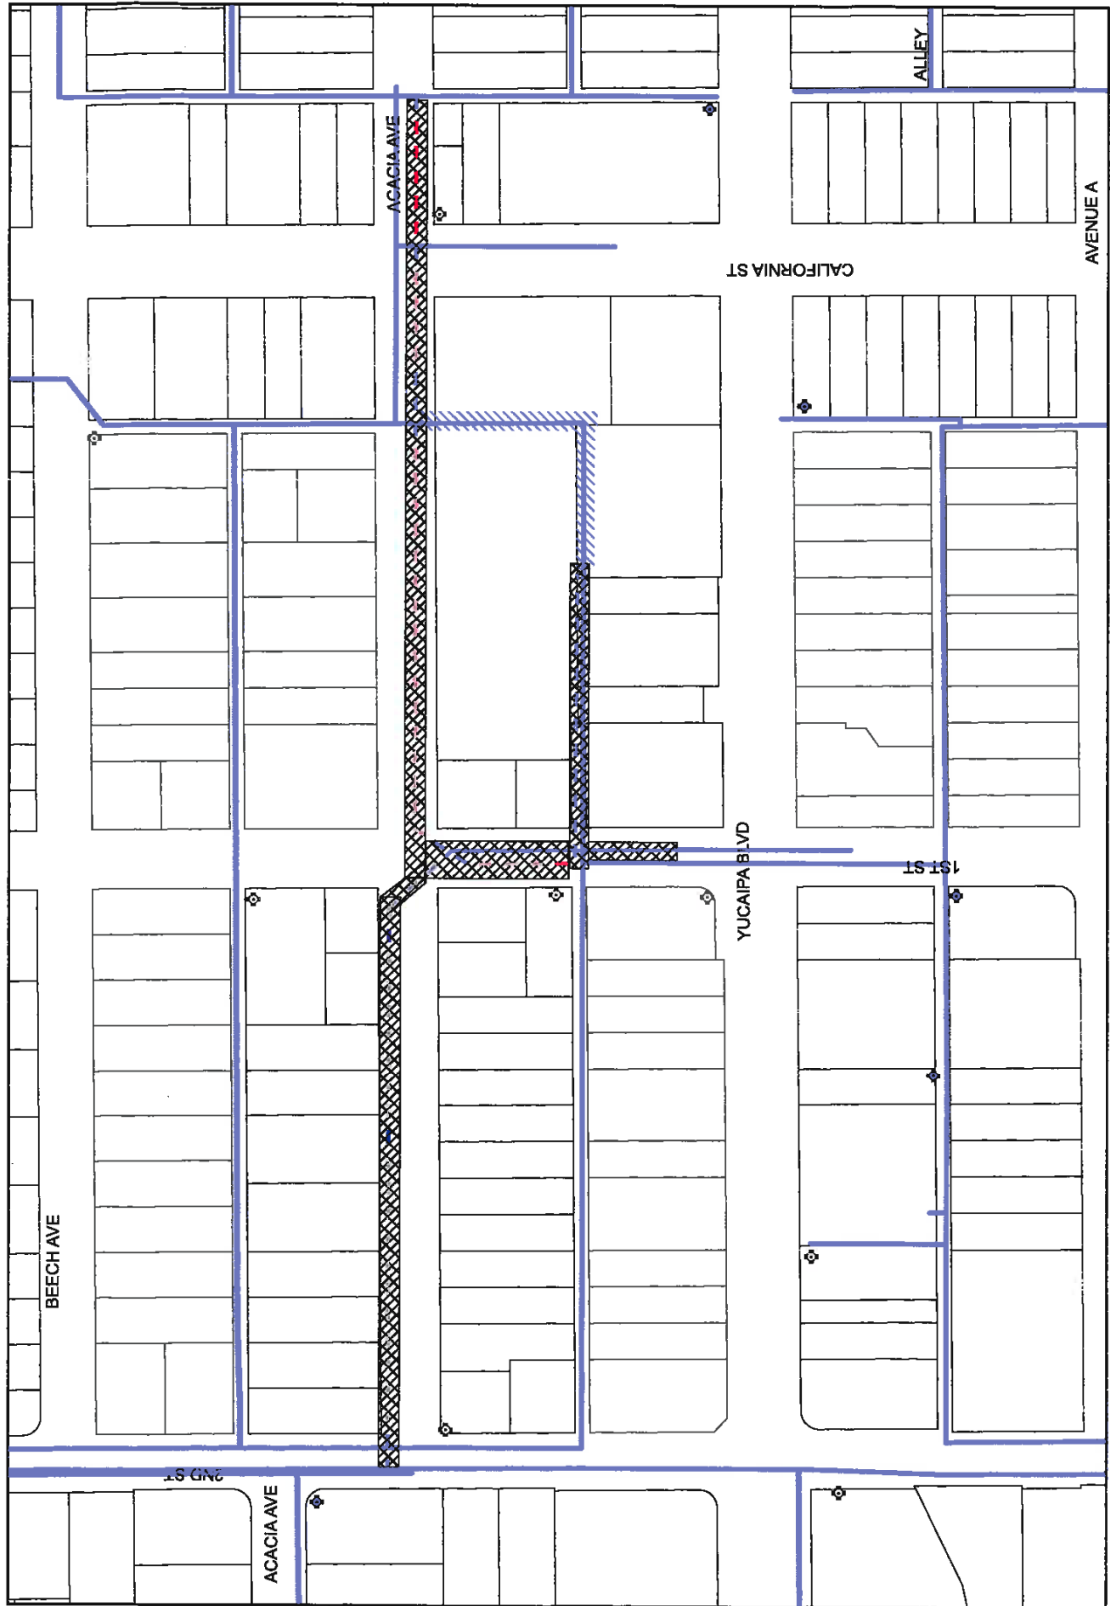 ALLEY
ACACIA AVE
AVENUE A
CALIFORNIA ST
YUCAIPA BLVD
1ST ST
BEECH AVE
2ND ST
ACACIA AVE